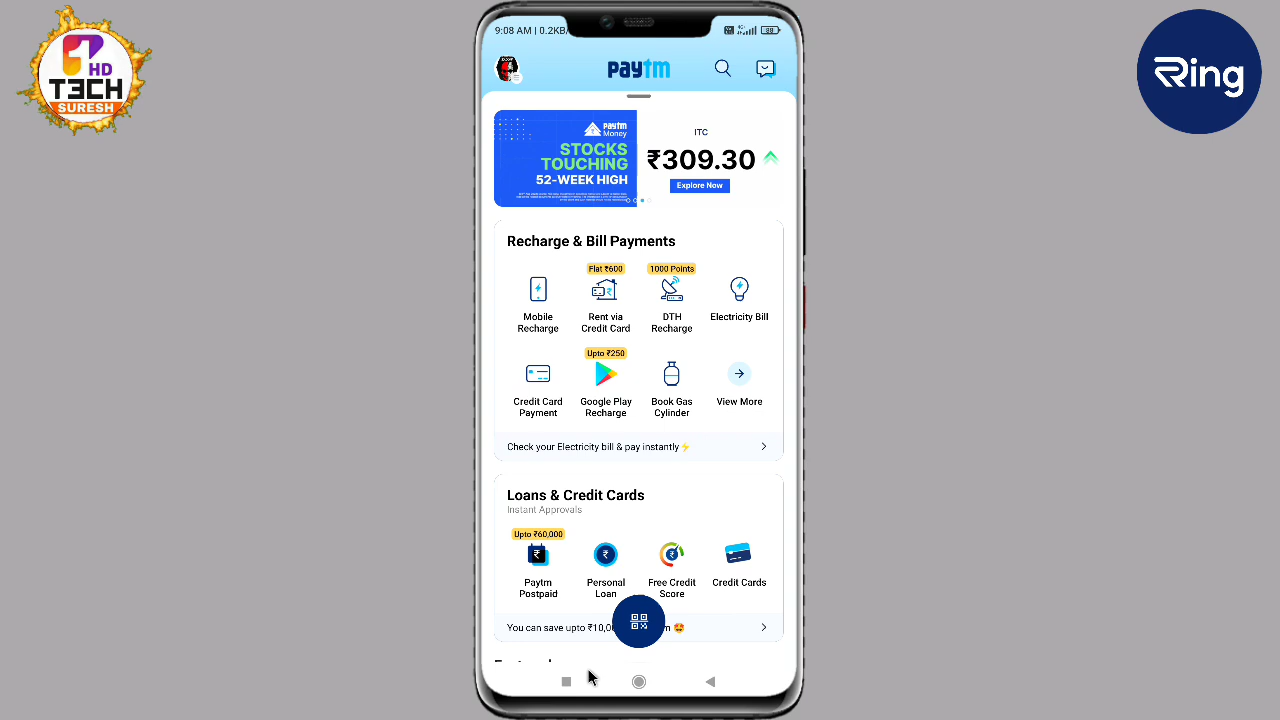 1
HD
T3CH
SURESH
Ring
9:08 AM | 0.2KB/
88
paytm
paytm
Money
STOCKS
TOUCHING
52-WEEK HIGH
ITC
₹309.30
Explore Now
Recharge & Bill Payments
Flat ₹600
1000 Points
Mobile
Recharge
Rent via
Credit Card
DTH
Recharge
Electricity Bill
Upto ₹250
Credit Card
Payment
Google Play
Recharge
Book Gas
Cylinder
View More
Check your Electricity bill & pay instantly⚡
Loans & Credit Cards
Instant Approvals
Upto ₹60,000
Paytm
Postpaid
Personal
Loan
Free Credit
Score
Credit Cards
You can save upto ₹10,0